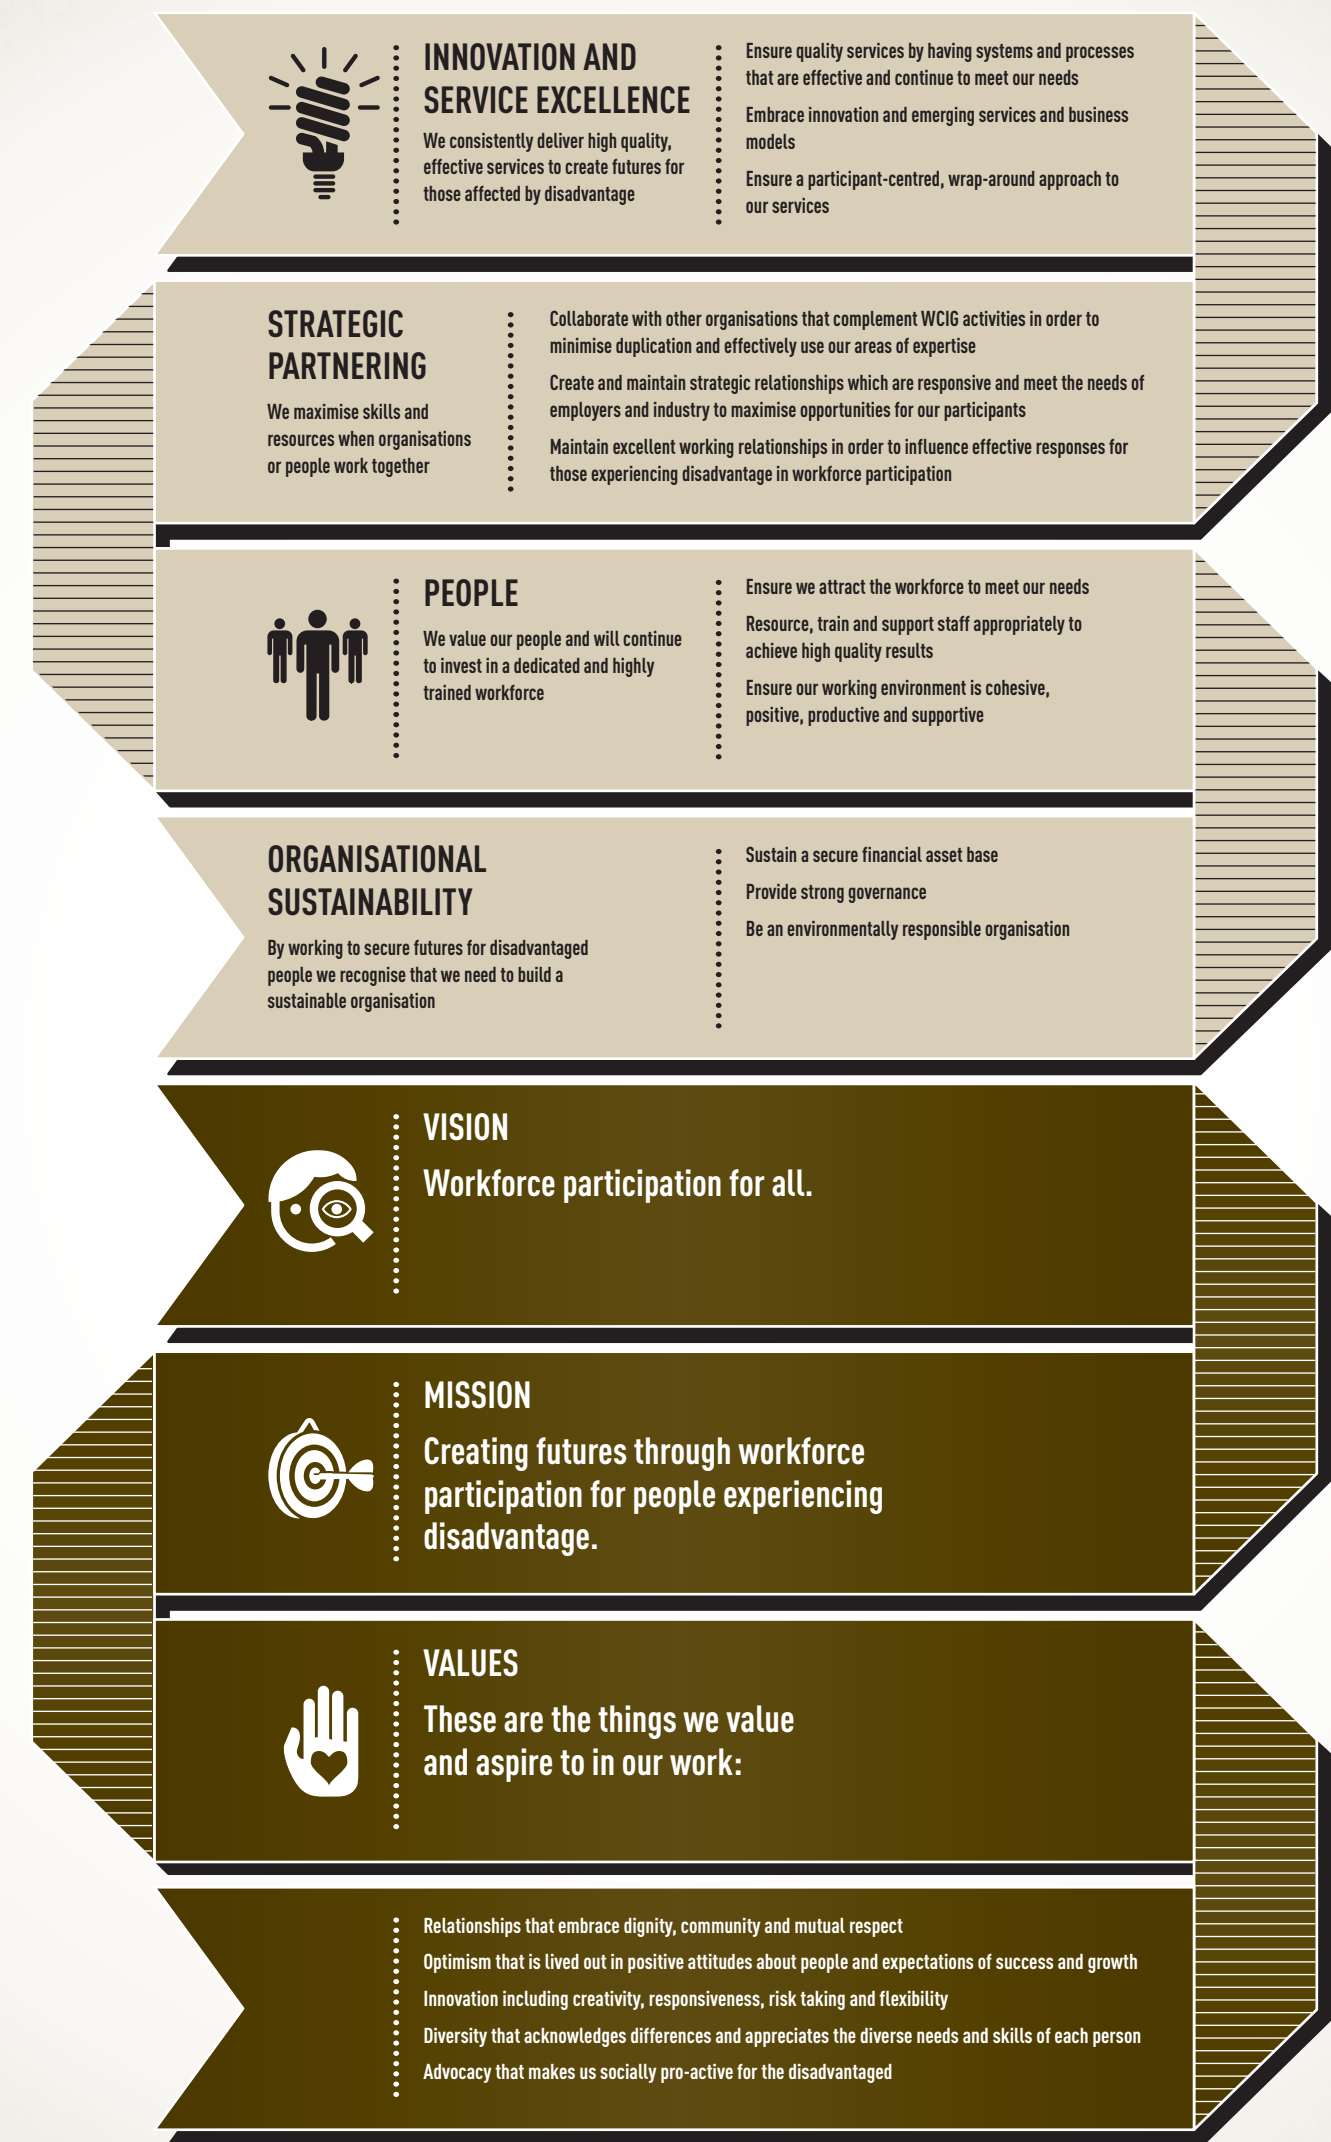 INNOVATION AND
SERVICE EXCELLENCE
We consistently deliver high quality,
effective services to create futures for
those affected by disadvantage
Ensure quality services by having systems and processes
that are effective and continue to meet our needs
Embrace innovation and emerging services and business
models
Ensure a participant-centred, wrap-around approach to
our services
STRATEGIC
PARTNERING
We maximise skills and
resources when organisations
or people work together
Collaborate with other organisations that complement WCIG activities in order to
minimise duplication and effectively use our areas of expertise
Create and maintain strategic relationships which are responsive and meet the needs of
employers and industry to maximise opportunities for our participants
Maintain excellent working relationships in order to influence effective responses for
those experiencing disadvantage in workforce participation
PEOPLE
We value our people and will continue
to invest in a dedicated and highly
trained workforce
Ensure we attract the workforce to meet our needs
Resource, train and support staff appropriately to
achieve high quality results
Ensure our working environment is cohesive,
positive, productive and supportive
ORGANISATIONAL
SUSTAINABILITY
By working to secure futures for disadvantaged
people we recognise that we need to build a
sustainable organisation
Sustain a secure financial asset base
Provide strong governance
Be an environmentally responsible organisation
VISION
Workforce participation for all.
MISSION
Creating futures through workforce
participation for people experiencing
disadvantage.
VALUES
These are the things we value
and aspire to in our work:
Relationships that embrace dignity, community and mutual respect
Optimism that is lived out in positive attitudes about people and expectations of success and growth
Innovation including creativity, responsiveness, risk taking and flexibility
Diversity that acknowledges differences and appreciates the diverse needs and skills of each person
Advocacy that makes us socially pro-active for the disadvantaged